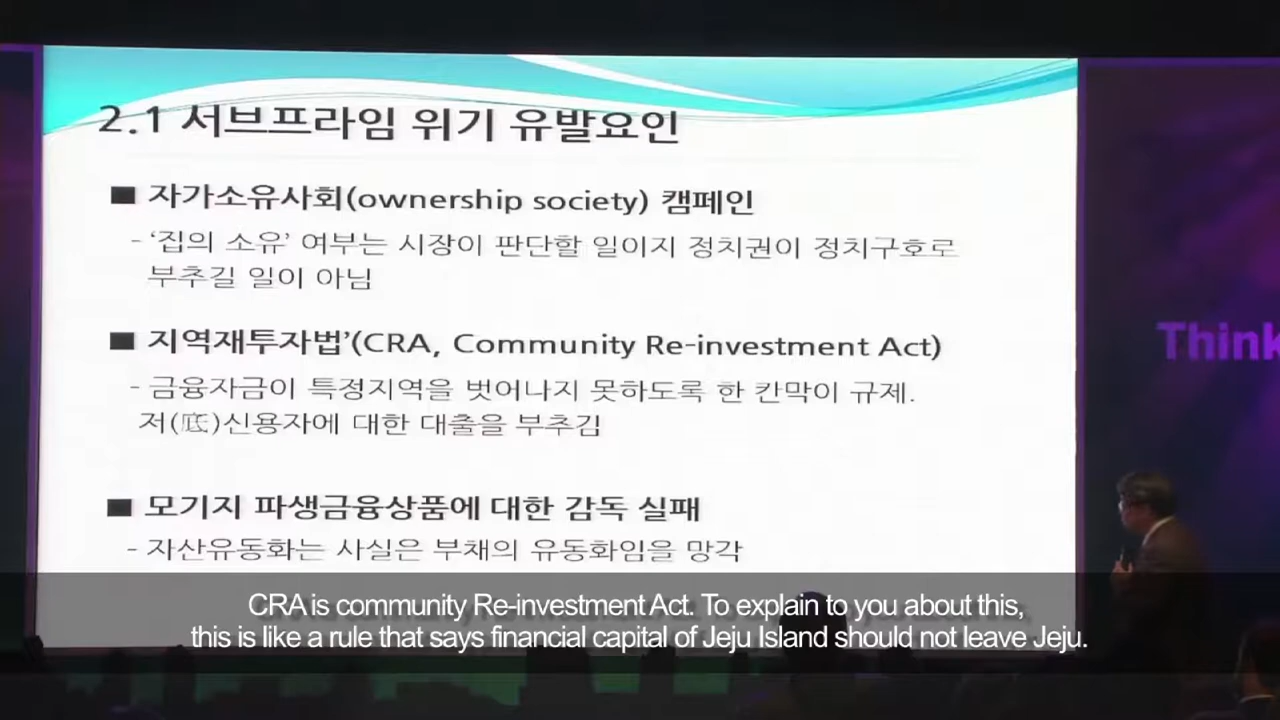 2.1 서브프라임 위기 유발요인
■ 자가소유사회(ownership society) 캠페인
- ‘집의 소유’ 여부는 시장이 판단할 일이지 정치권이 정치구호로
부추길 일이 아님
■ 지역재투자법’(CRA, Community Re-investment Act)
- 금융자금이 특정지역을 벗어나지 못하도록 한 칸막이 규제.
저(底)신용자에 대한 대출을 부추김
■ 모기지 파생금융상품에 대한 감독 실패
- 자산유동화는 사실은 부채의 유동화임을 망각
Think
CRA is community Re-investment Act. To explain to you about this,
this is like a rule that says financial capital of Jeju Island should not leave Jeju.